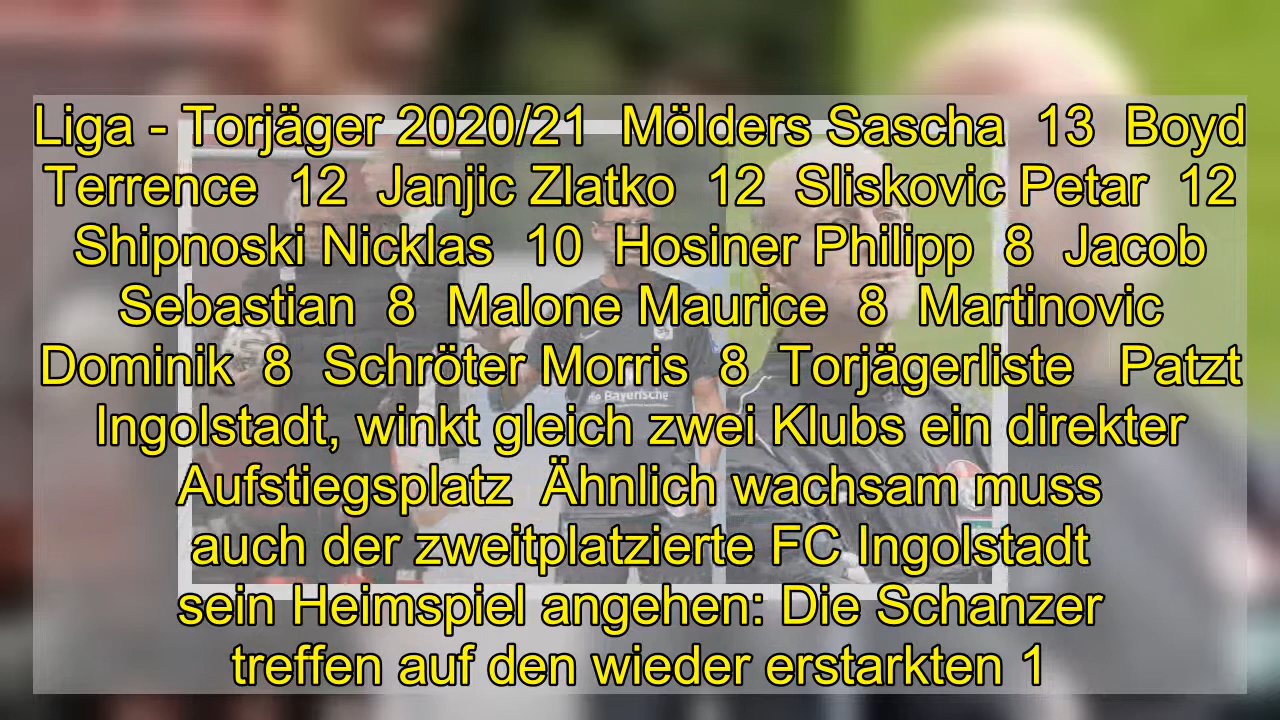 Liga - Torjäger 2020/21 Mölders Sascha 13 Boyd
Terrence 12 Janjic Zlatko 12 Sliskovic Petar 12
Shipnoski Nicklas 10 Hosiner Philipp 8 Jacob
Sebastian 8 Malone Maurice 8 Martinovic
Dominik 8 Schröter Morris 8 Torjägerliste Patzt
Ingolstadt, winkt gleich zwei Klubs ein direkter
Aufstiegsplatz Ähnlich wachsam muss
auch der zweitplatzierte FC Ingolstadt
sein Heimspiel angehen: Die Schanzer
treffen auf den wieder erstarkten 1
die Bayerische